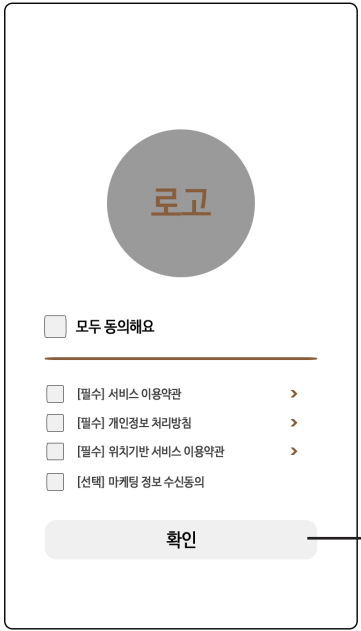 로고
모두 동의해요
[필수] 서비스 이용약관
[필수] 개인정보 처리방침
[필수] 위치기반 서비스 이용약관
[선택] 마케팅 정보 수신동의
확인